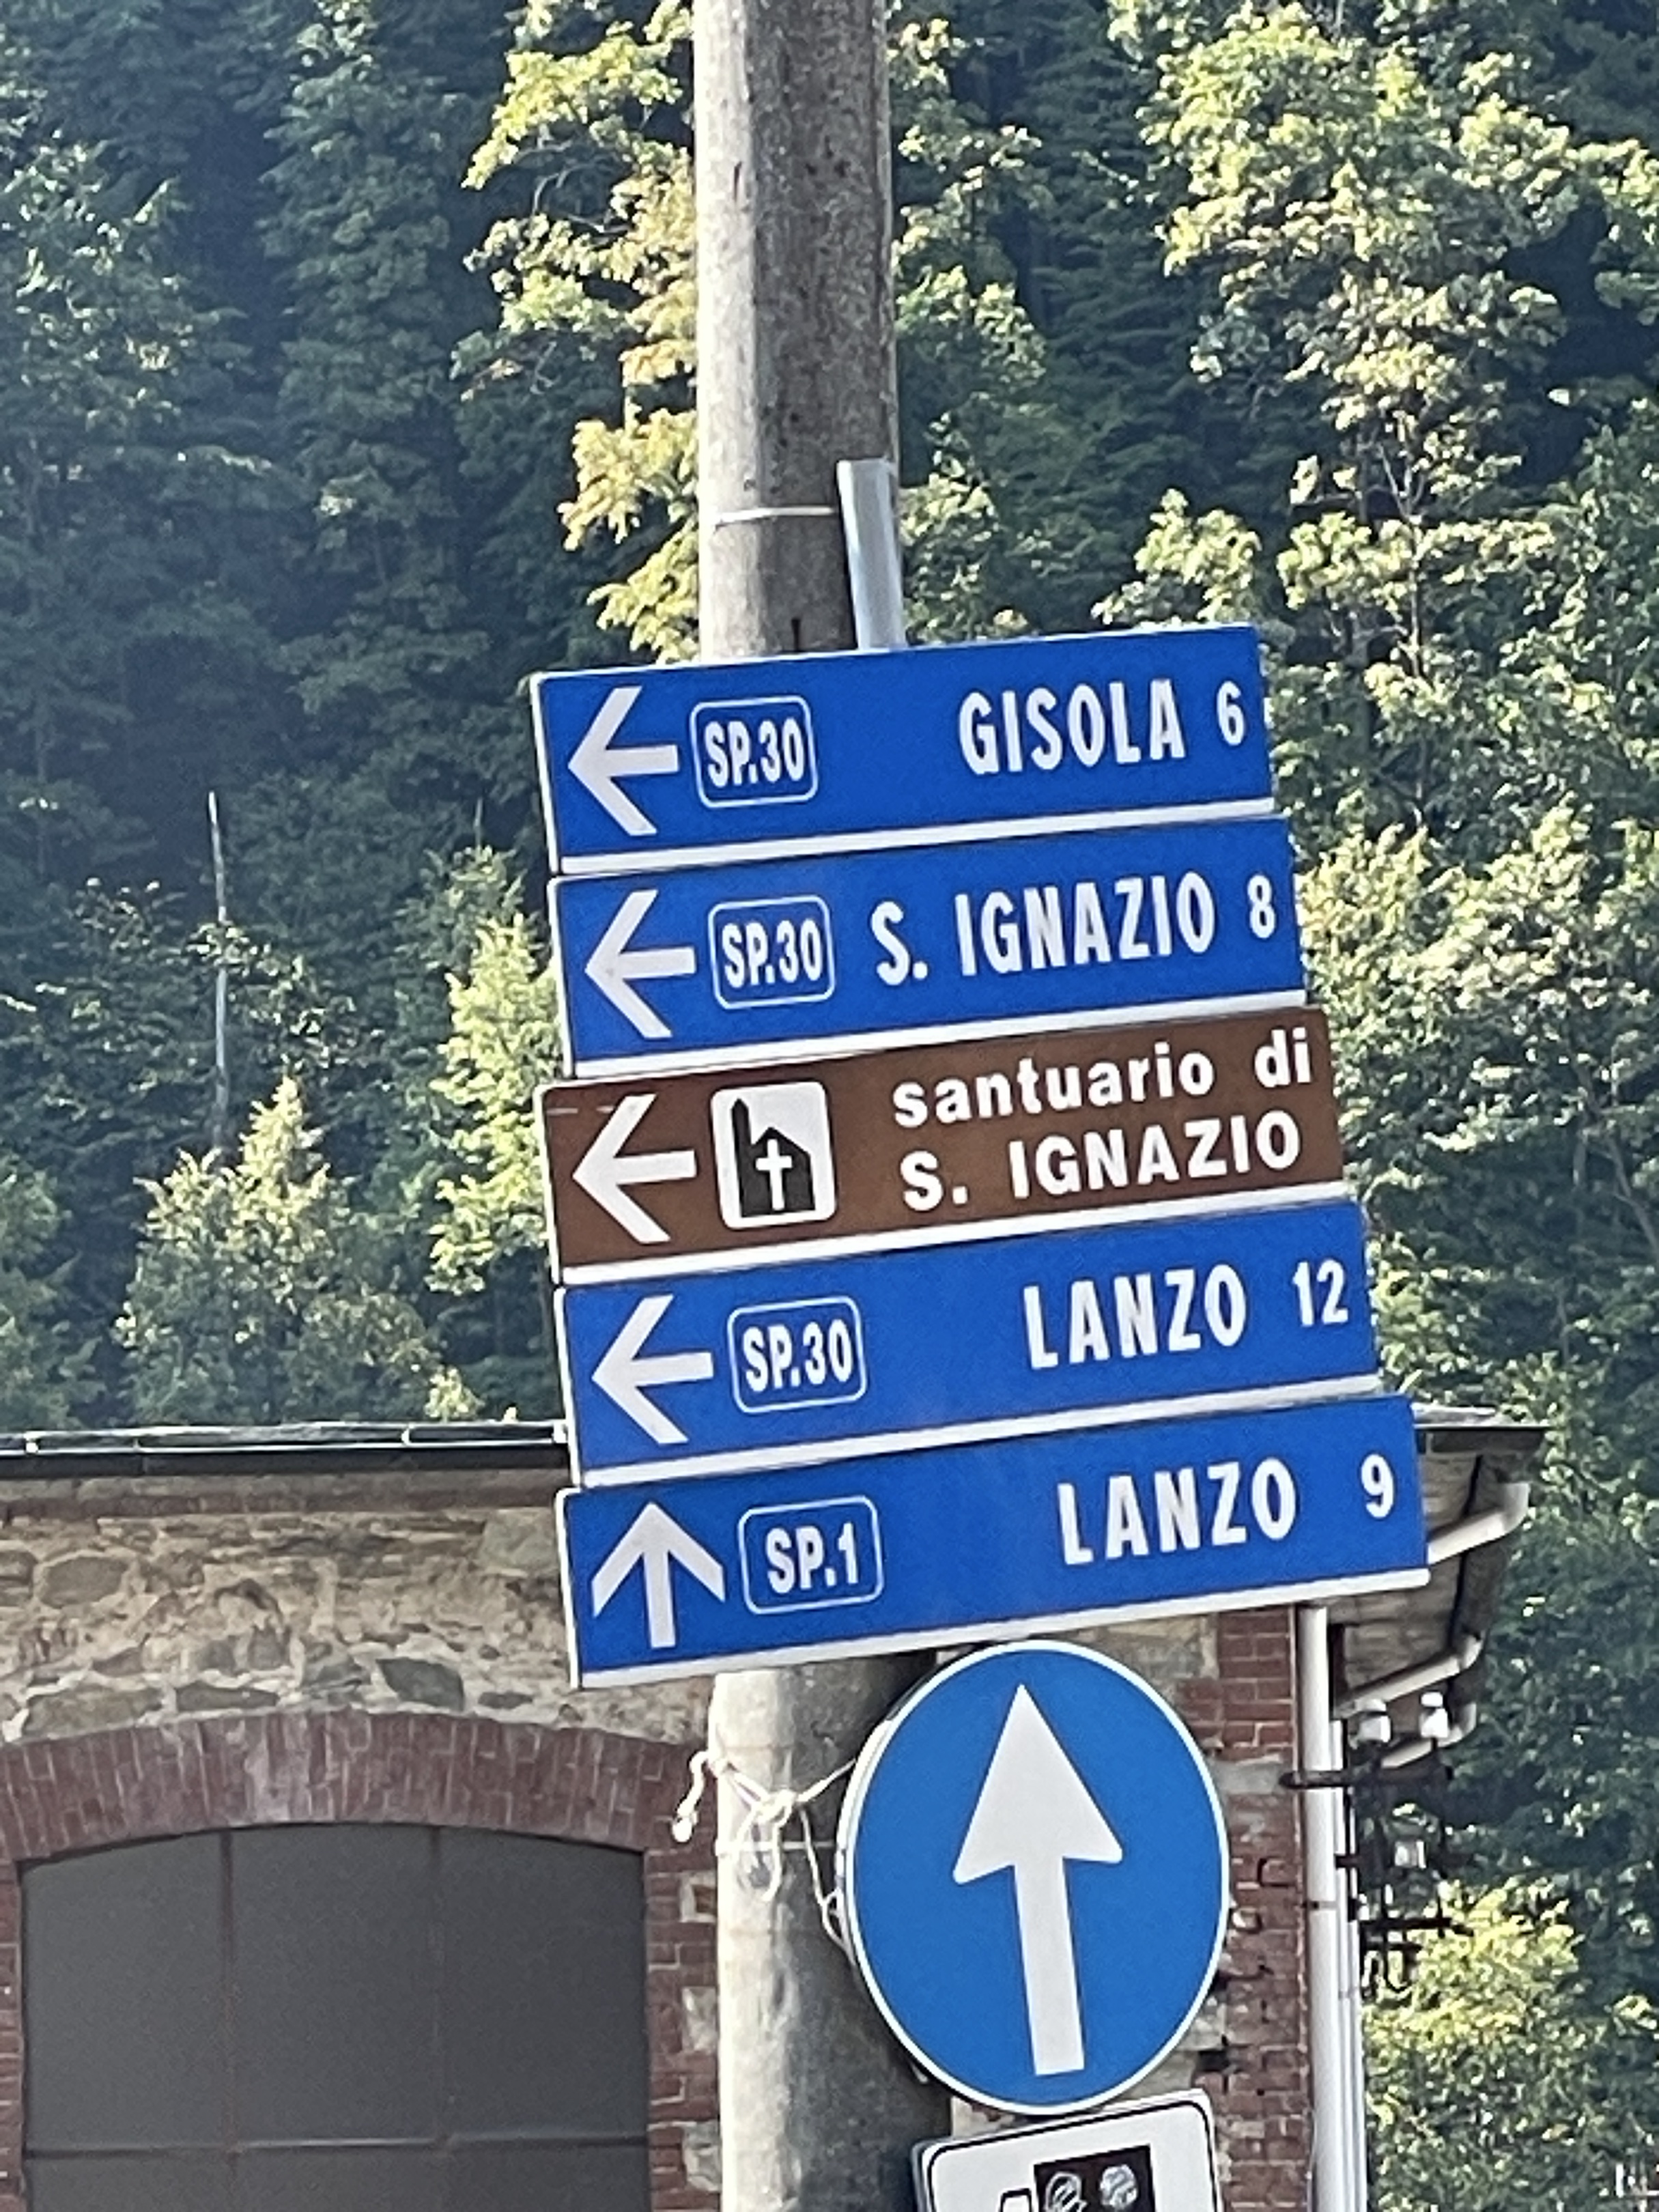 SP.30 GISOLA 6
SP.30 S. IGNAZIO 8
santuario di
S. IGNAZIO
SP.30 LANZO 12
SP.1 LANZO 9